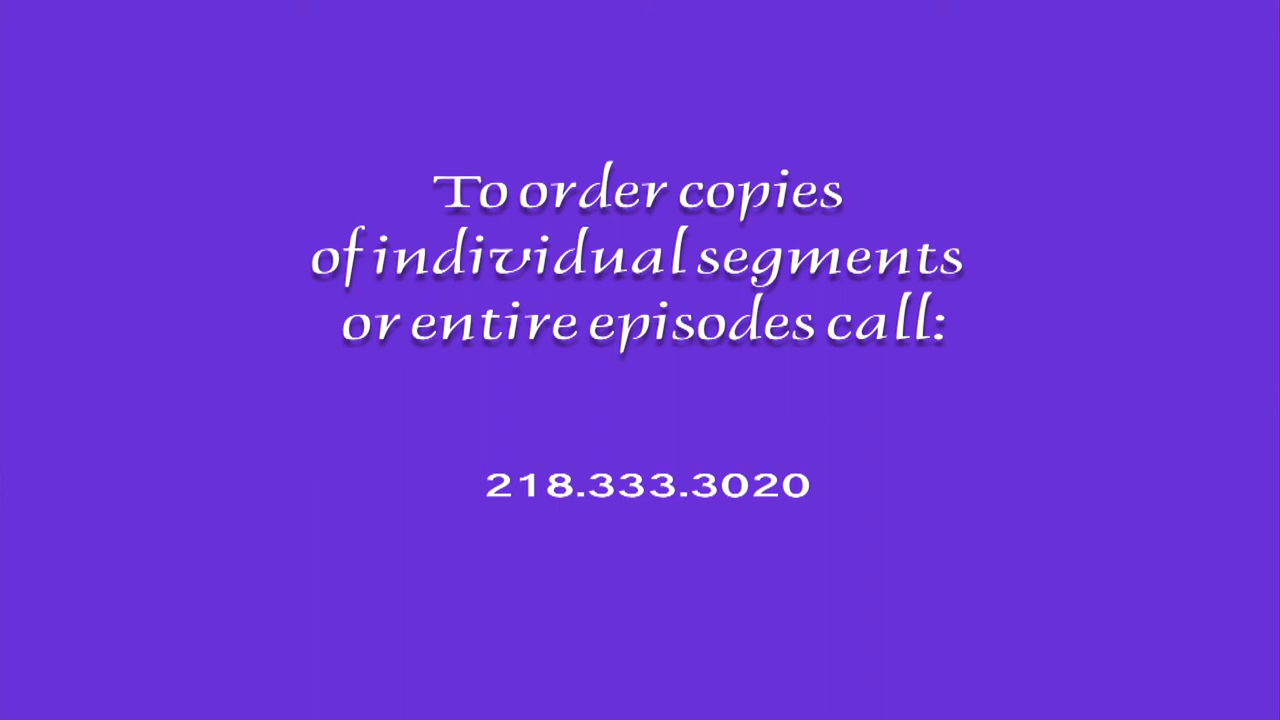 To order copies
of individual segments
or entire episodes call:
218.333.3020